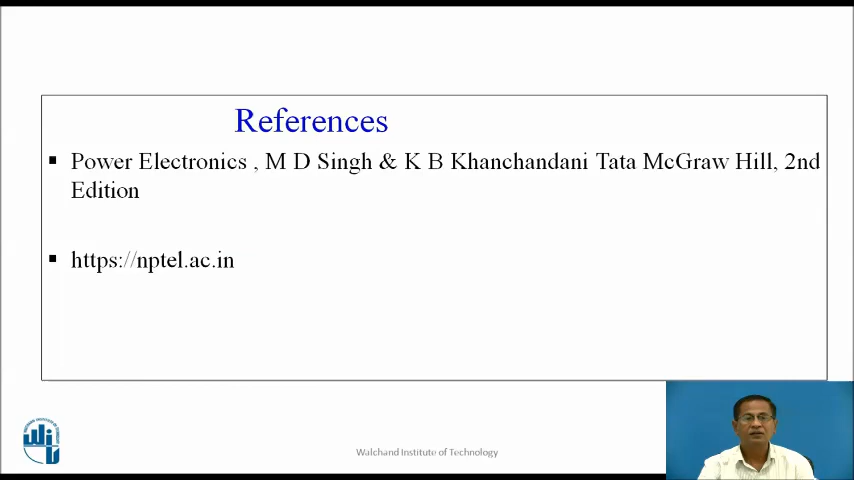 References
▪ Power Electronics , M D Singh & K B Khanchandani Tata McGraw Hill, 2nd
Edition
▪ https://nptel.ac.in
Walchand Institute of Technology